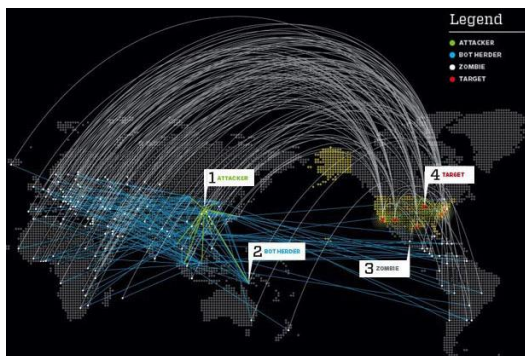 Legend
ATTACKER
BOT HERDER
ZOMBIE
TARGET
1 ATTACKER
4 TARGET
2 BOT HERDER
3 ZOMBIE